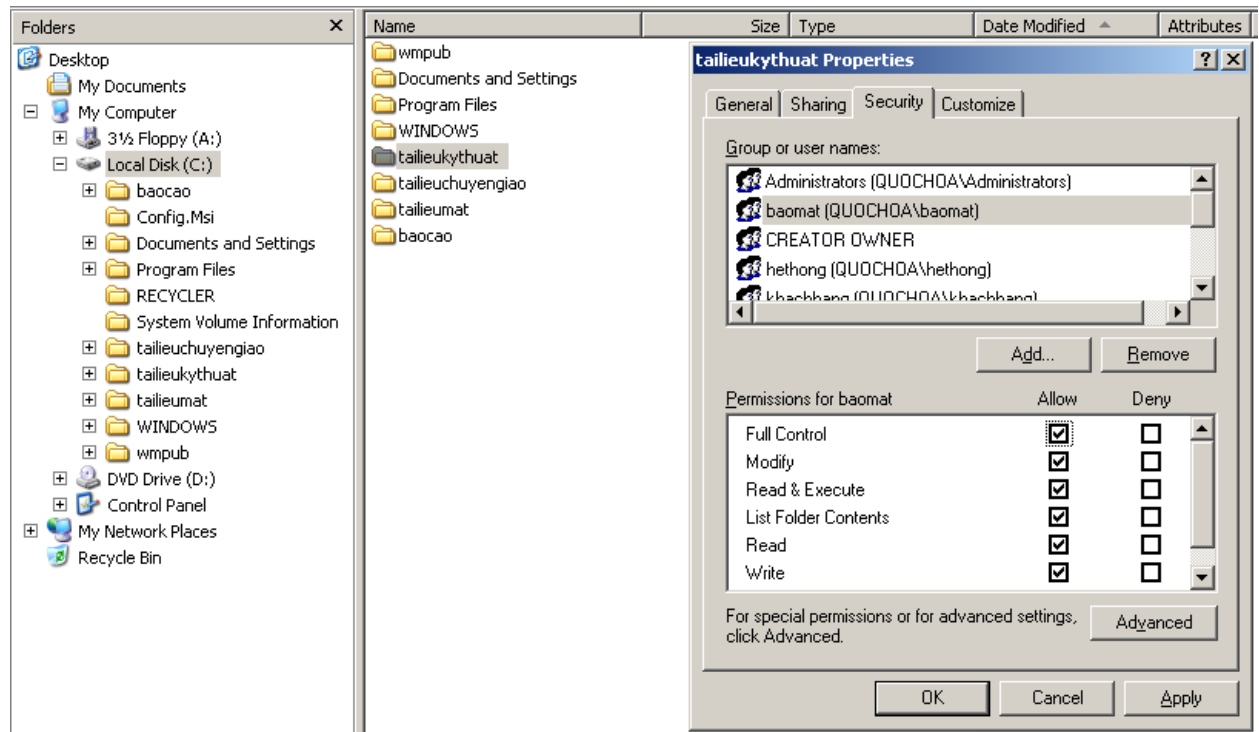 Folders
Desktop
My Documents
My Computer
3½ Floppy (A:)
Local Disk (C:)
baocao
Config.Msi
Documents and Settings
Program Files
RECYCLER
System Volume Information
tailieuchuyengiao
tailieukythuat
tailieumat
WINDOWS
wmpub
DVD Drive (D:)
Control Panel
My Network Places
Recycle Bin
Name Size Type Date Modified Attributes
wmpub
Documents and Settings
Program Files
WINDOWS
tailieukythuat
tailieuchuyengiao
tailieumat
baocao
tailieukythuat Properties
General Sharing Security Customize
Group or user names:
Administrators (QUOCHOA\Administrators)
baomat (QUOCHOA\baomat)
CREATOR OWNER
hethong (QUOCHOA\hethong)
khachhang (QUOCHOA\khachhang)
Add... Remove
Permissions for baomat Allow Deny
Full Control
Modify
Read & Execute
List Folder Contents
Read
Write
For special permissions or for advanced settings,
click Advanced.
Advanced
OK Cancel Apply